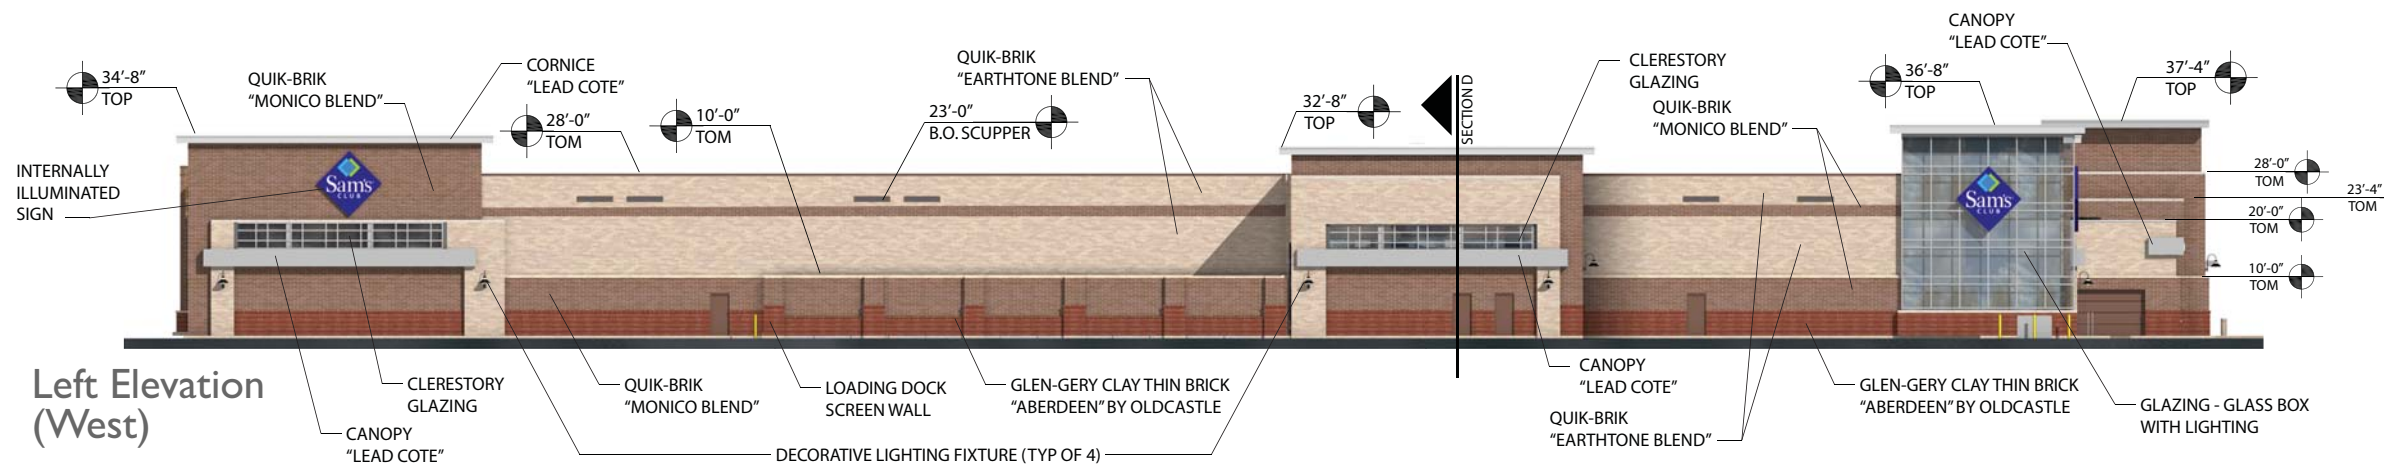 34'-8"
TOP
QUIK-BRIK
"MONICO BLEND"
CORNICE
"LEAD COTE"
28'-0"
TOM
10'-0"
TOM
23'-0"
B.O. SCUPPER
QUIK-BRIK
"EARTHTONE BLEND"
32'-8"
TOP
SECTION D
CLERESTORY
GLAZING
QUIK-BRIK
"MONICO BLEND"
36'-8"
TOP
CANOPY
"LEAD COTE"
37'-4"
TOP
INTERNALLY
ILLUMINATED
SIGN
Sam's
CLUB
Sam's
CLUB
28'-0"
TOM
23'-4"
TOM
20'-0"
TOM
10'-0"
TOM
Left Elevation
(West)
CANOPY
"LEAD COTE"
CLERESTORY
GLAZING
QUIK-BRIK
"MONICO BLEND"
LOADING DOCK
SCREEN WALL
GLEN-GERY CLAY THIN BRICK
"ABERDEEN" BY OLDCASTLE
DECORATIVE LIGHTING FIXTURE (TYP OF 4)
CANOPY
"LEAD COTE"
QUIK-BRIK
"EARTHTONE BLEND"
GLEN-GERY CLAY THIN BRICK
"ABERDEEN" BY OLDCASTLE
GLAZING - GLASS BOX
WITH LIGHTING